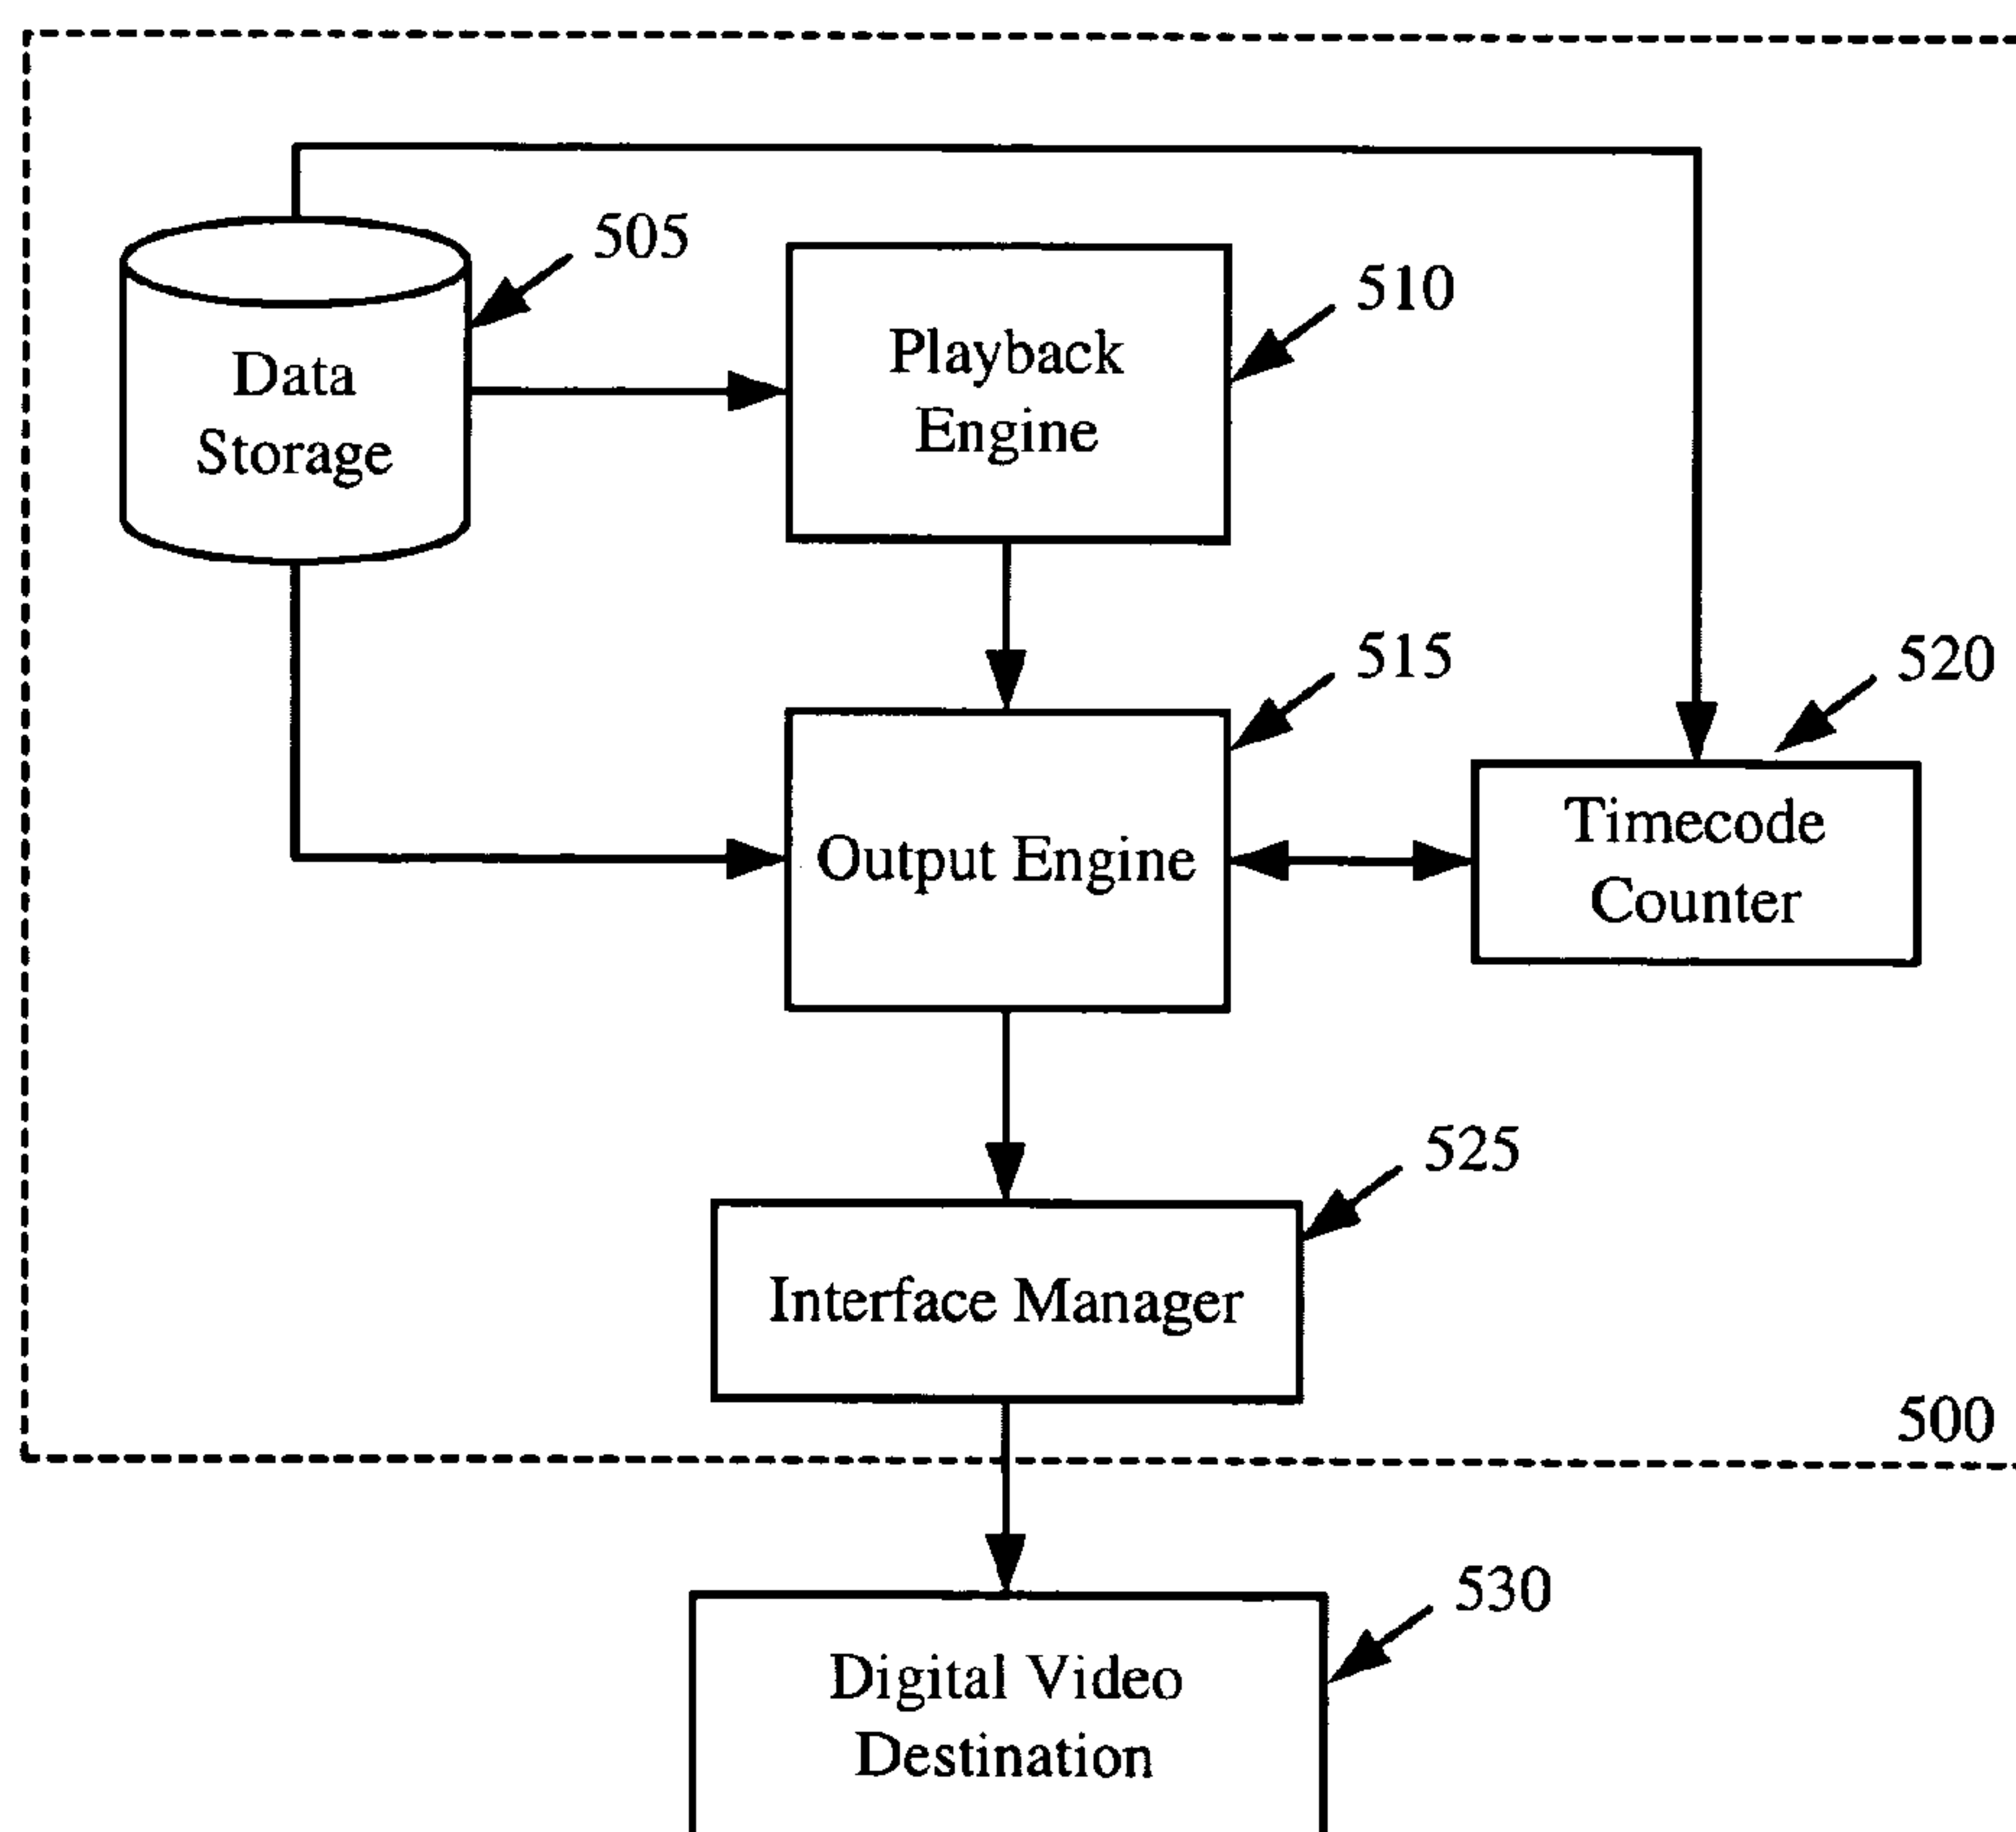 505
510
Playback
Engine
Data
Storage
515
520
Timecode
Counter
Output Engine
525
Interface Manager
500
530
Digital Video
Destination